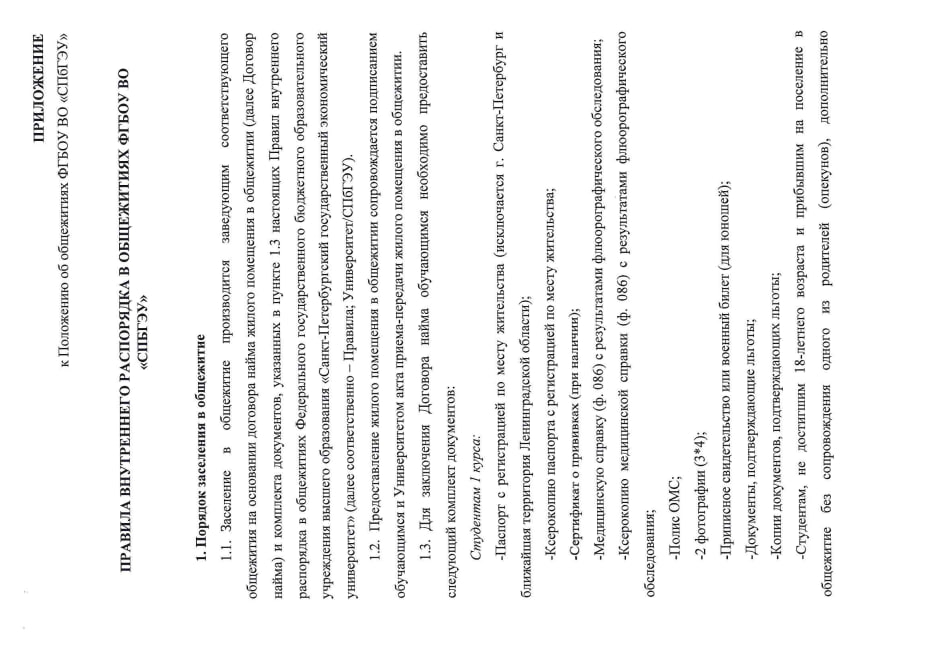 ПРИЛОЖЕНИЕ
к Положению об общежитиях ФГБОУ ВО «СПбГЭУ»
ПРАВИЛА ВНУТРЕННЕГО РАСПОРЯДКА В ОБЩЕЖИТИЯХ ФГБОУ ВО
«СПБГЭУ»
1. Порядок заселения в общежитие
1.1. Заселение в общежитие производится заведующим соответствующего
общежития на основании договора найма жилого помещения в общежитии (далее Договор
найма) и комплекта документов, указанных в пункте 1.3 настоящих Правил внутреннего
распорядка в общежитиях Федерального государственного бюджетного образовательного
учреждения высшего образования «Санкт-Петербургский государственный экономический
университет» (далее соответственно – Правила; Университет/СПбГЭУ).
1.2. Предоставление жилого помещения в общежитии сопровождается подписанием
обучающимся и Университетом акта приема-передачи жилого помещения в общежитии.
1.3. Для заключения Договора найма обучающимся необходимо предоставить
следующий комплект документов:
Студентам 1 курса:
-Паспорт с регистрацией по месту жительства (исключается г. Санкт-Петербург и
ближайшая территория Ленинградской области);
-Ксерокопию паспорта с регистрацией по месту жительства;
-Сертификат о прививках (при наличии);
-Медицинскую справку (ф. 086) с результатами флюорографического обследования;
-Ксерокопию медицинской справки (ф. 086) с результатами флюорографического
обследования;
-Полис ОМС;
-2 фотографии (3*4);
-Приписное свидетельство или военный билет (для юношей);
-Документы, подтверждающие льготы;
-Копии документов, подтверждающих льготы;
-Студентам, не достигшим 18-летнего возраста и прибывшим на поселение в
общежитие без сопровождения одного из родителей (опекунов), дополнительно